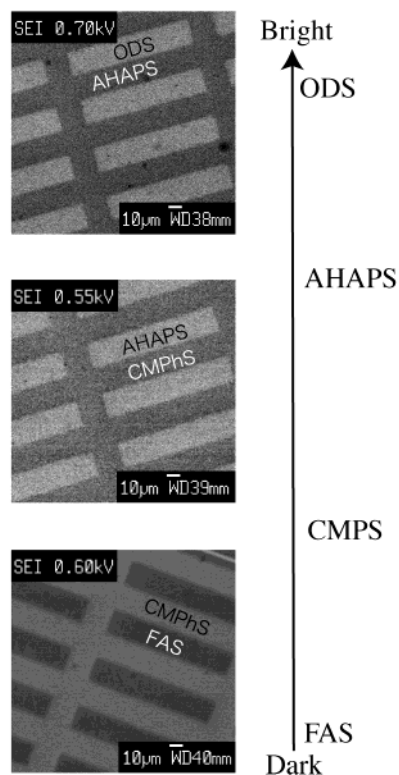 SEI 0.70kV
ODS
AHAPS
10µm WD38mm
SEI 0.55kV
AHAPS
CMPhS
10µm WD39mm
SEI 0.60kV
CMPhS
FAS
10µm WD40mm
Bright
ODS
AHAPS
CMPS
FAS
Dark